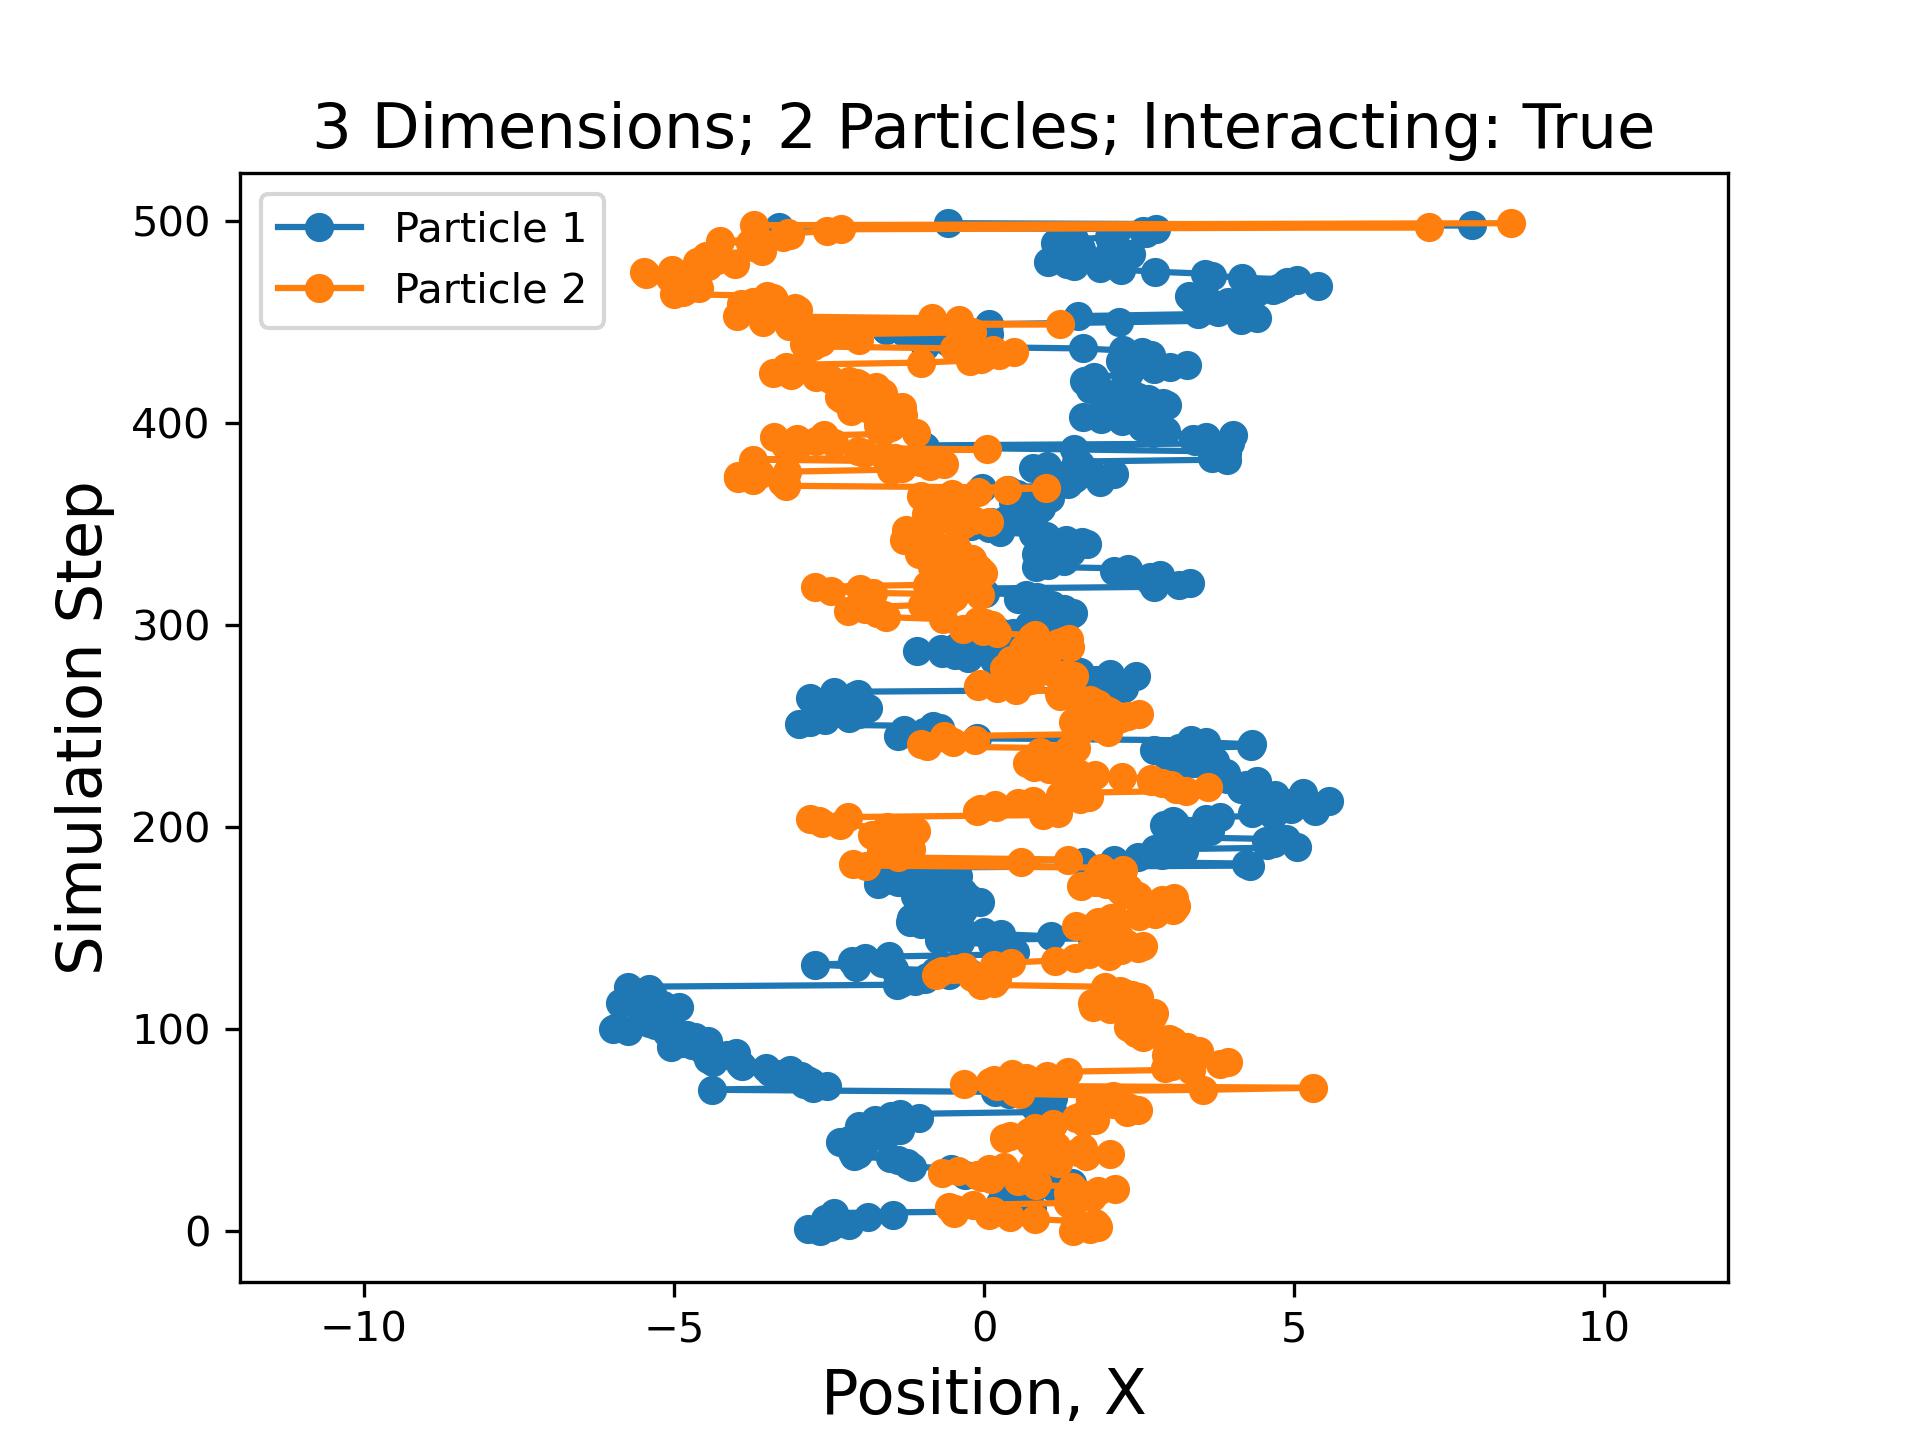 3 Dimensions; 2 Particles; Interacting: True
Particle 1
Particle 2
500
400
300
200
100
0
Simulation Step
−10
−5
0
5
10
Position, X